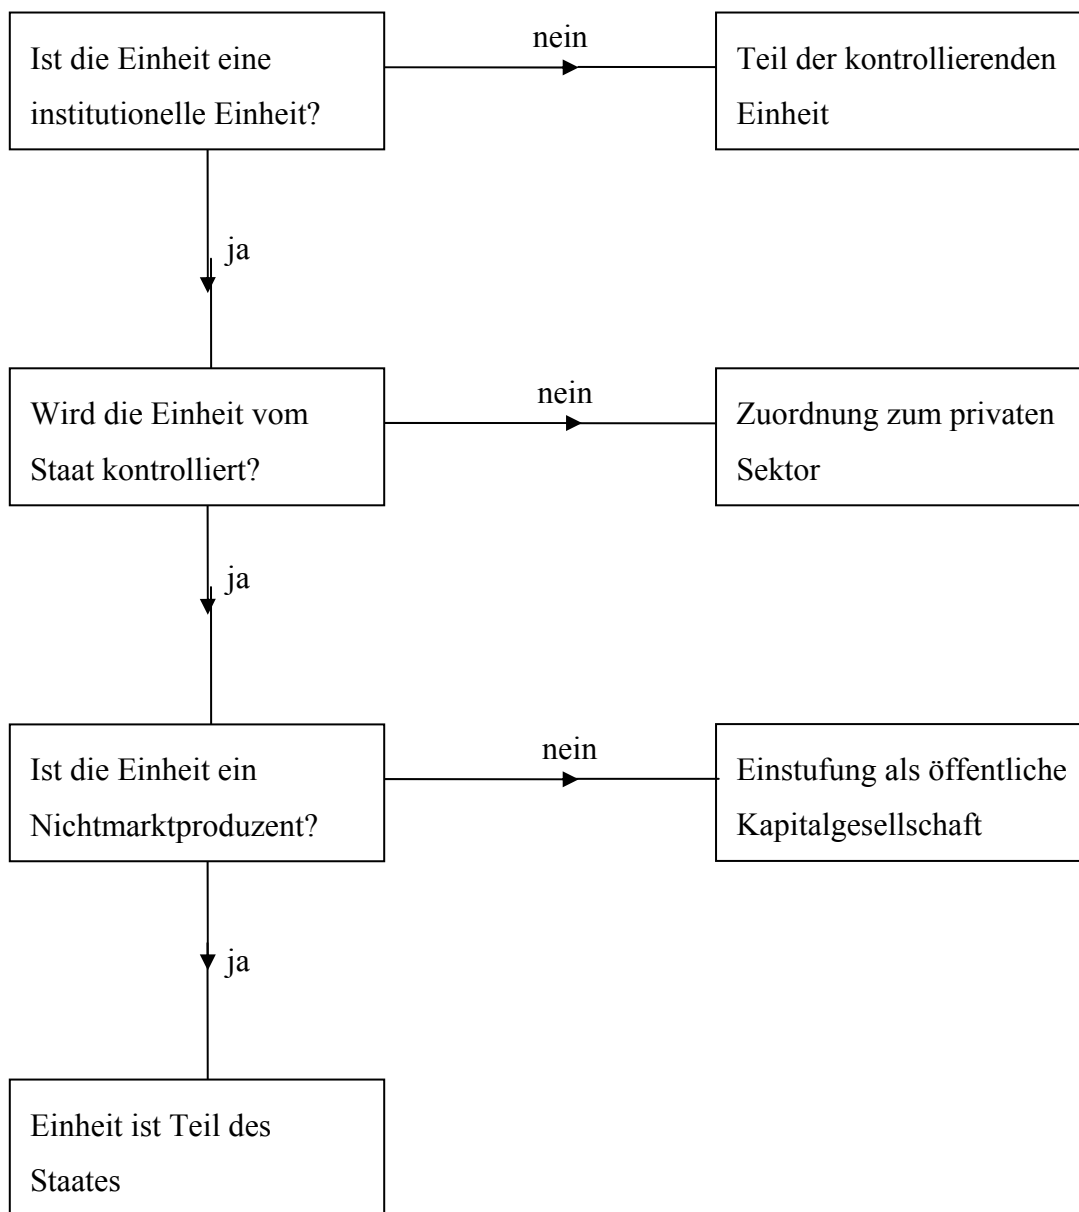 Ist die Einheit eine
institutionelle Einheit?
nein
Teil der kontrollierenden
Einheit
ja
Wird die Einheit vom
Staat kontrolliert?
nein
Zuordnung zum privaten
Sektor
ja
Ist die Einheit ein
Nichtmarktproduzent?
nein
Einstufung als öffentliche
Kapitalgesellschaft
ja
Einheit ist Teil des
Staates